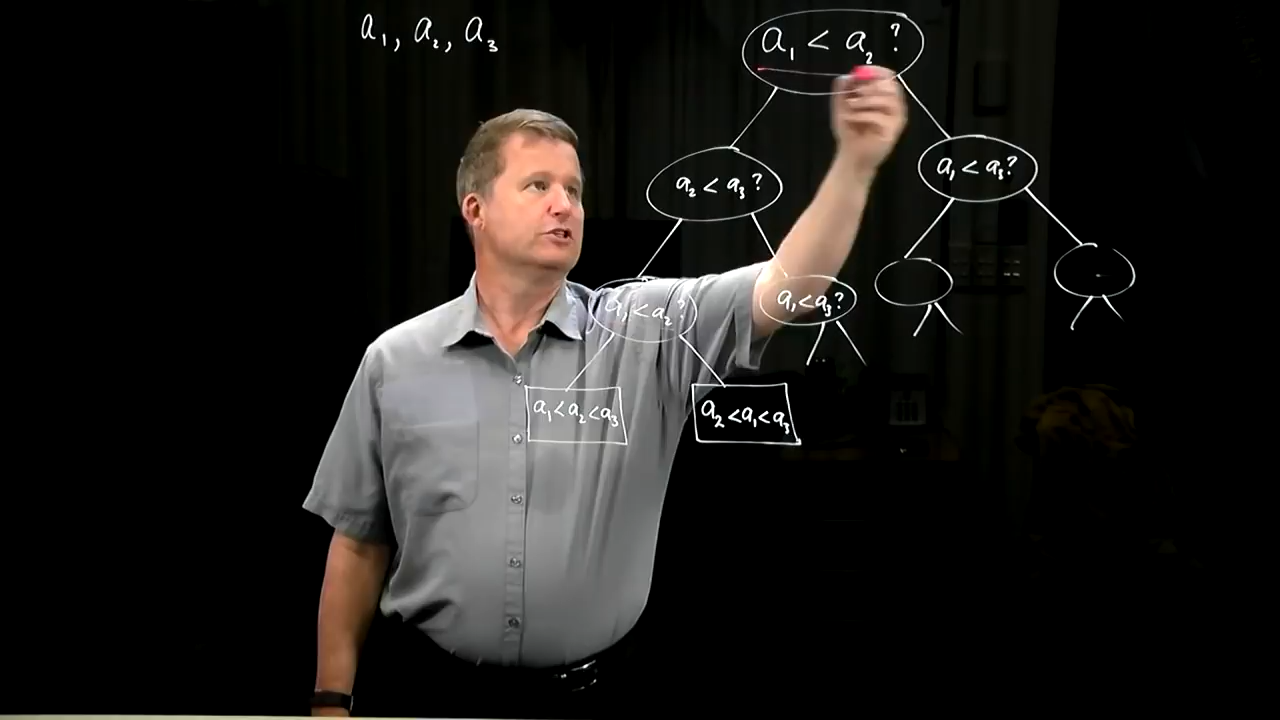 a₁, a₂, a₃
a₁ < a₂ ?
a₂ < a₃ ?
a₁ < a₃ ?
a₁ < a₂ ?
a₁ < a₃ ?
a₁ < a₂ < a₃
a₂ < a₁ < a₃